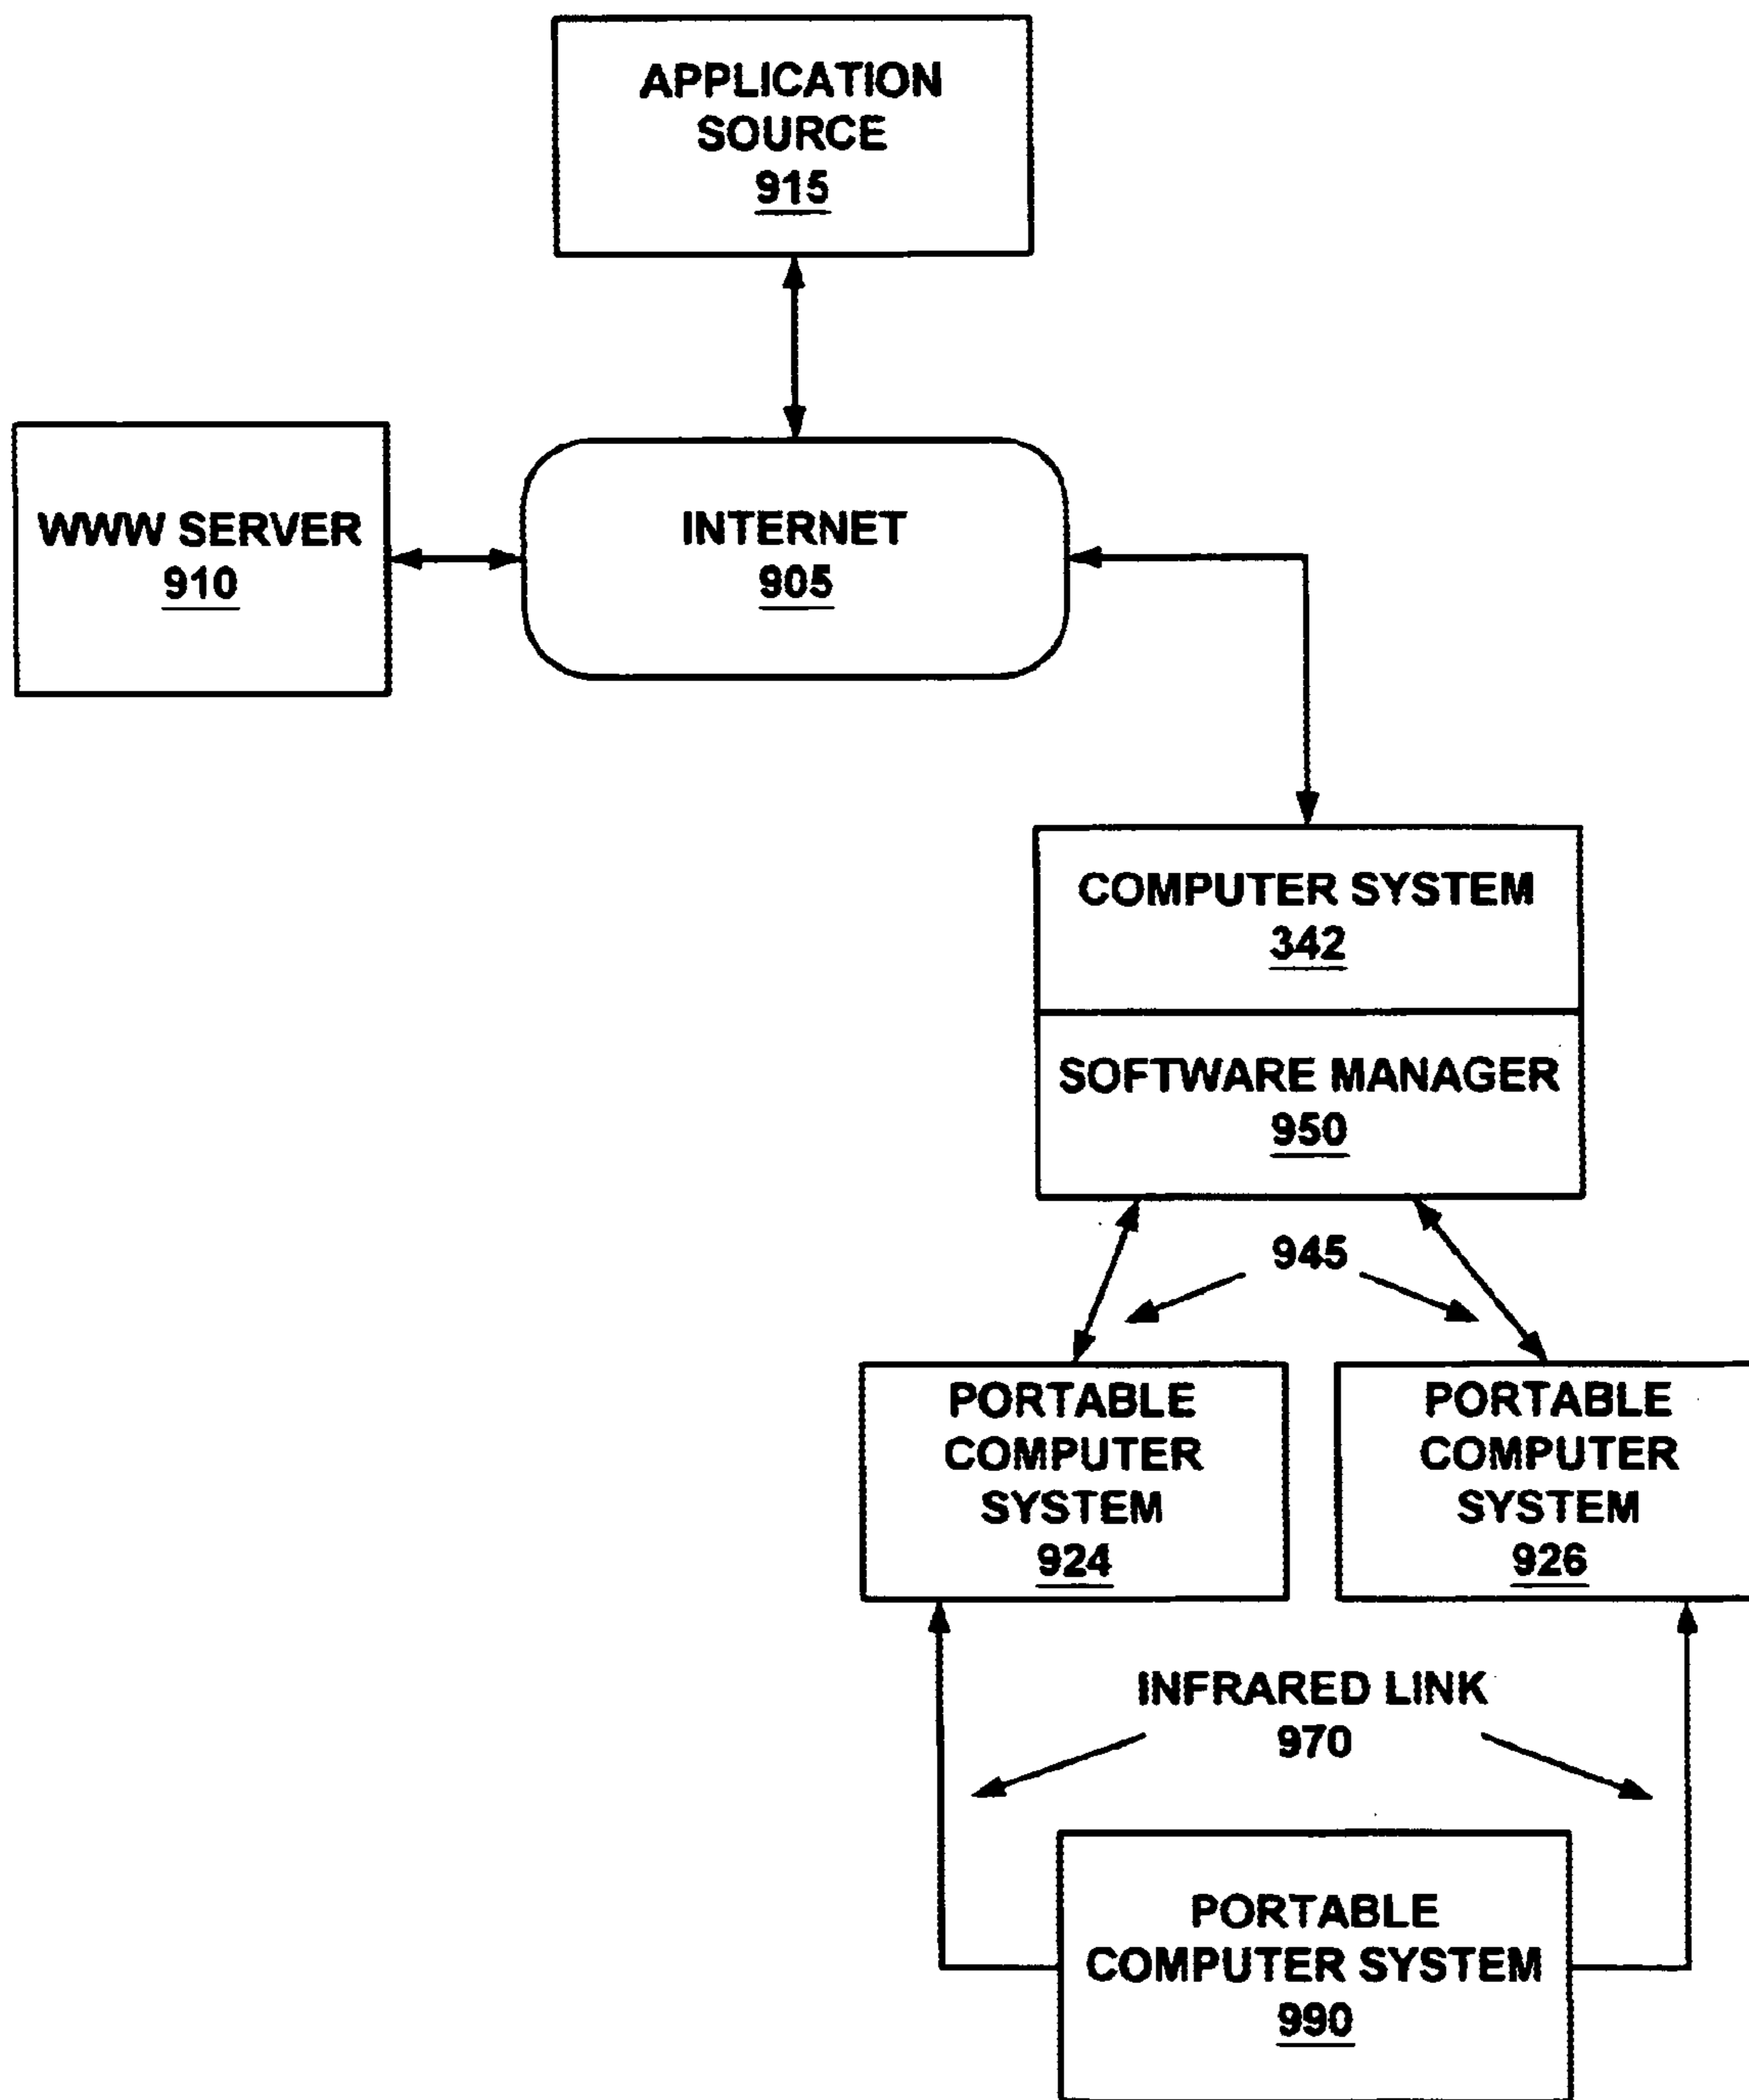 APPLICATION
SOURCE
915
WWW SERVER
910
INTERNET
905
COMPUTER SYSTEM
342
SOFTWARE MANAGER
950
945
PORTABLE
COMPUTER
SYSTEM
924
PORTABLE
COMPUTER
SYSTEM
926
INFRARED LINK
970
PORTABLE
COMPUTER SYSTEM
990